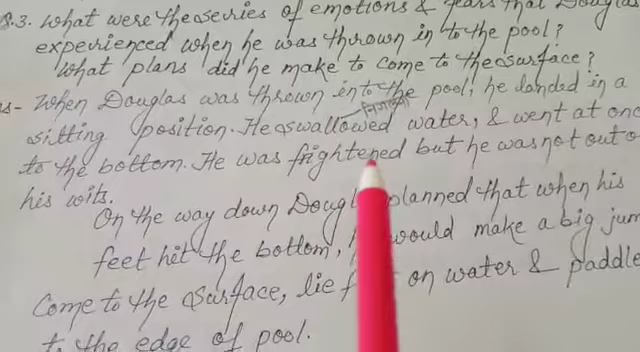 8.3. What were the series of emotions & fears that Douglas
experienced when he was thrown in to the pool?
What plans did he make to come to the surface?
s- When Douglas was thrown into the pool; he landed in a
sitting position. He swallowed water, & went at onc
to the bottom. He was frightened but he was not out o
his wits.
On the way down Dougl planned that when his
feet hit the bottom, would make a big jum
Come to the surface, lie f on water & paddle
to the edge of pool.